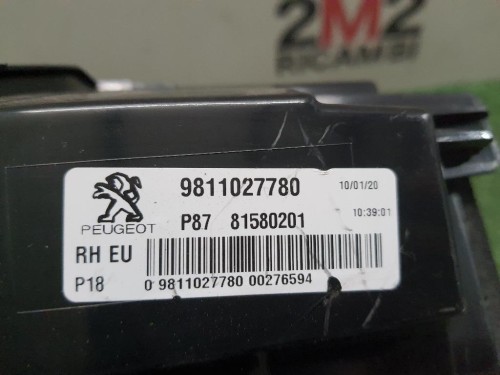 2M2
RICAMBI
9811027780 10/01/20
PEUGEOT P87 81580201 10:39:01
RH EU
P18 0 9811027780 00276594